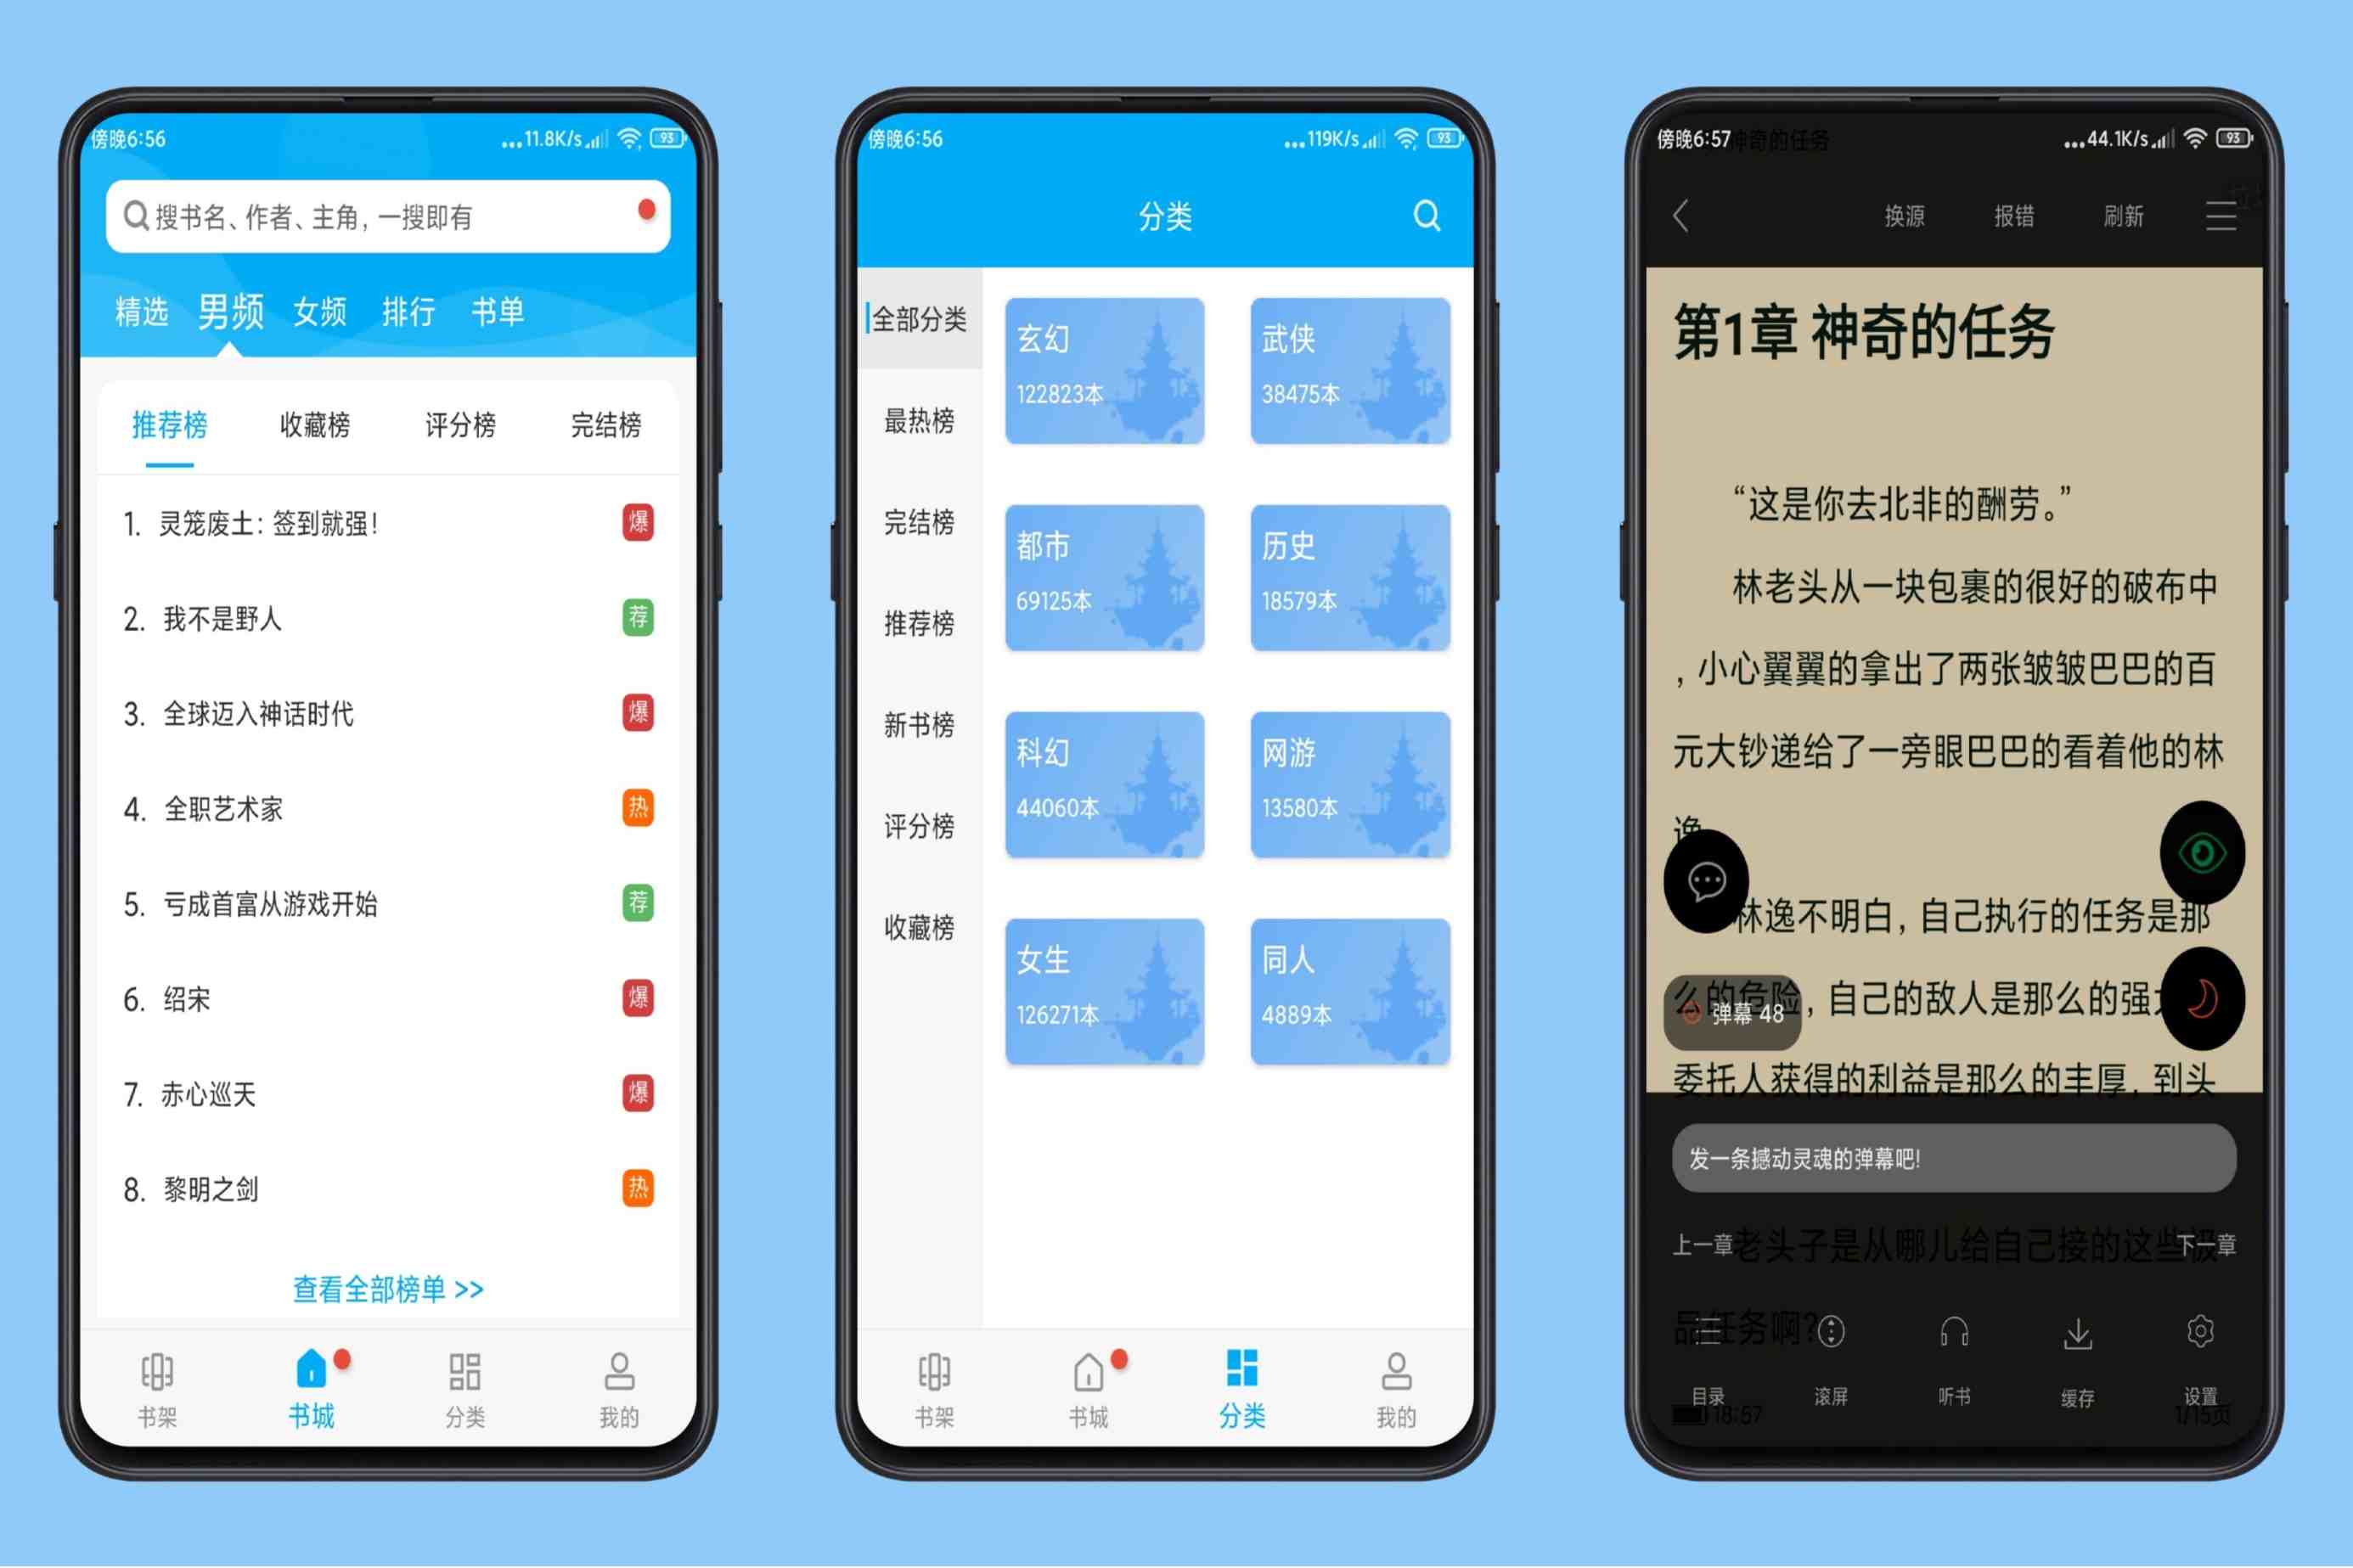 傍晚6:56
...11.8K/s
93
搜书名、作者、主角,一搜即有
精选 男频 女频 排行 书单
推荐榜 收藏榜 评分榜 完结榜
1. 灵笼废土:签到就强! 爆
2. 我不是野人 荐
3. 全球迈入神话时代 爆
4. 全职艺术家 热
5. 亏成首富从游戏开始 荐
6. 绍宋 爆
7. 赤心巡天 爆
8. 黎明之剑 热
查看全部榜单 >>
书架 书城 分类 我的
傍晚6:56
...119K/s
93
分类
全部分类
最热榜
完结榜
推荐榜
新书榜
评分榜
收藏榜
玄幻
122823本
武侠
38475本
都市
69125本
历史
18579本
科幻
44060本
网游
13580本
女生
126271本
同人
4889本
书架 书城 分类 我的
傍晚6:57
神奇的任务
...44.1K/s
93
换源 报错 刷新
第1章 神奇的任务
“这是你去北非的酬劳。”
林老头从一块包裹的很好的破布中
,小心翼翼的拿出了两张皱皱巴巴的百
元大钞递给了一旁眼巴巴的看着他的林
逸
林逸不明白,自己执行的任务是那
么的危险,自己的敌人是那么的强
弹幕 48
委托人获得的利益是那么的丰厚,到头
发一条撼动灵魂的弹幕吧!
上一章 下一章
老头子是从哪儿给自己接的这些极
品任务啊?
目录 滚屏 听书 缓存 设置
18:57
1/15页